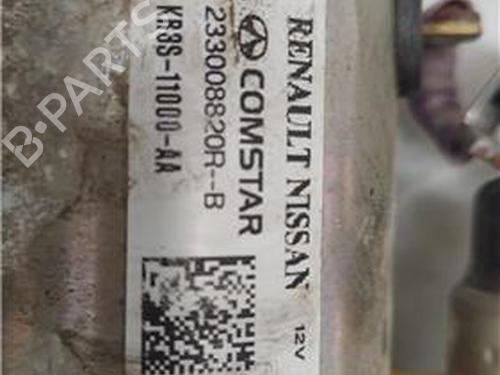 RENAULT NISSAN 12V
COMSTAR
233008820R--B
KR3S-11000-AA
B-PARTS